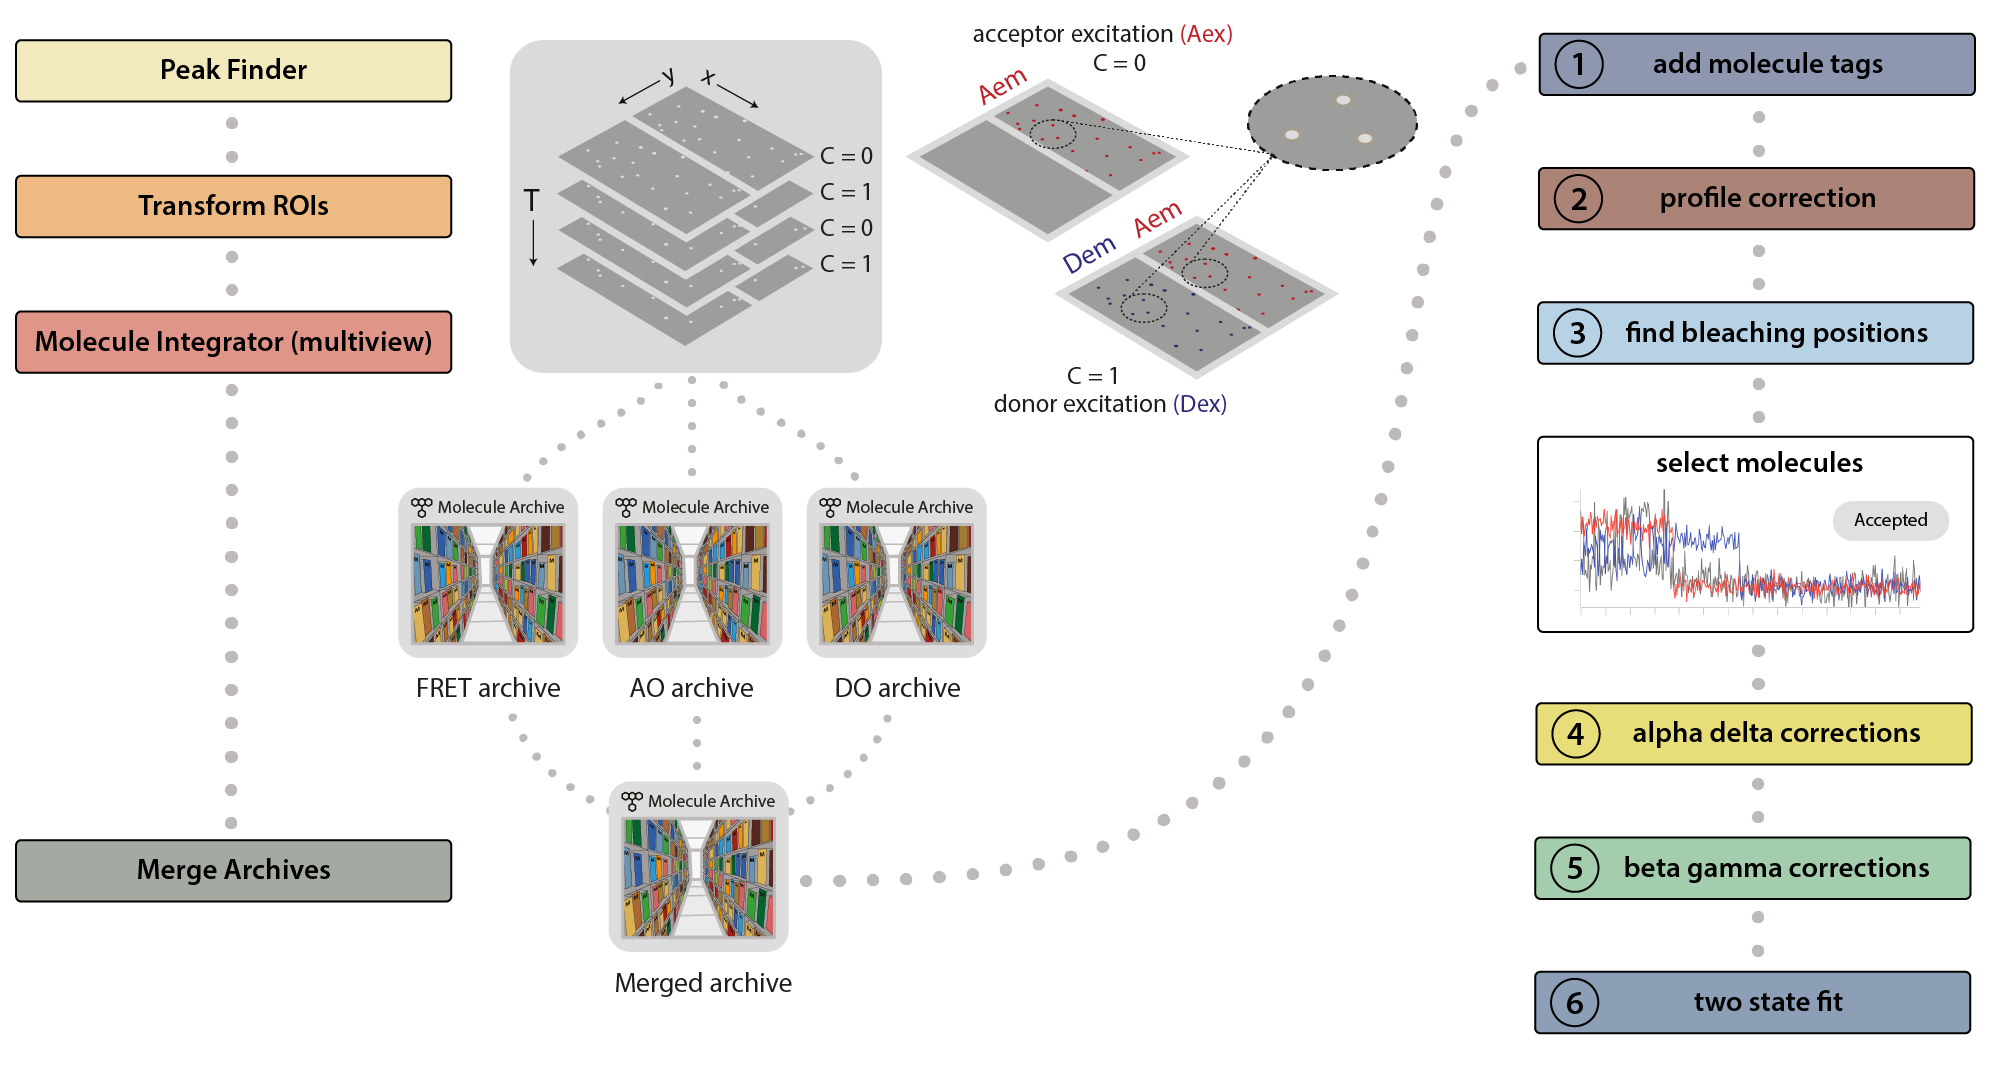 Peak Finder
Transform ROIs
Molecule Integrator (multiview)
Merge Archives
y
x
T
C = 0
C = 1
C = 0
C = 1
acceptor excitation (Aex)
C = 0
Aem
Dem
Aem
C = 1
donor excitation (Dex)
Molecule Archive
FRET archive
Molecule Archive
AO archive
Molecule Archive
DO archive
Molecule Archive
Merged archive
1 add molecule tags
2 profile correction
3 find bleaching positions
select molecules
Accepted
4 alpha delta corrections
5 beta gamma corrections
6 two state fit